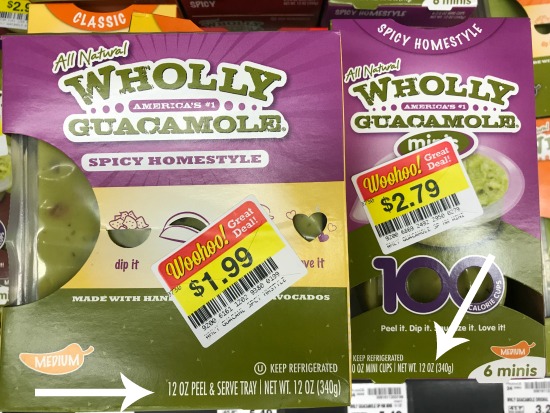 CLASSIC
SPICY
6 minis
All Natural
WHOLLY
AMERICA'S #1
GUACAMOLE
SPICY HOMESTYLE
Woohoo! Great Deal!
$1.99
dip it
love it
MADE WITH
AVOCADOS
MEDIUM
KEEP REFRIGERATED
12 OZ PEEL & SERVE TRAY | NET WT. 12 OZ (340g)
SPICY HOMESTYLE
All Natural
WHOLLY
AMERICA'S #1
GUACAMOLE
minis
Woohoo! Great Deal!
$2.79
100
CALORIE CUPS
Peel it. Dip it. Squeeze it. Love it!
KEEP REFRIGERATED
OZ MINI CUPS | NET WT. 12 OZ (340g)
MEDIUM
6 minis